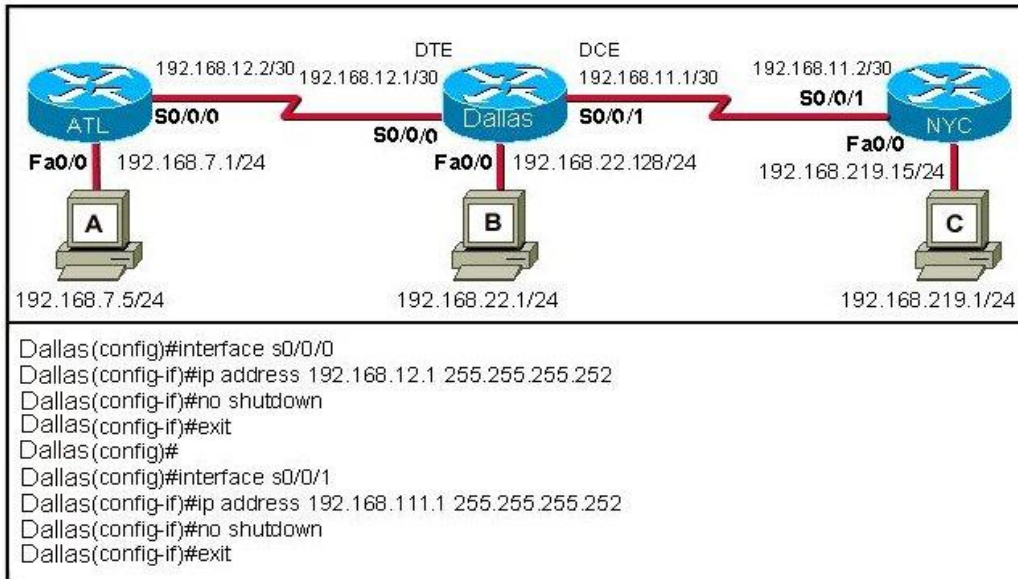 DTE
DCE
192.168.12.2/30
192.168.12.1/30
192.168.11.1/30
192.168.11.2/30
S0/0/0
S0/0/0
S0/0/1
S0/0/1
ATL
Dallas
NYC
Fa0/0
192.168.7.1/24
Fa0/0
192.168.22.128/24
Fa0/0
192.168.219.15/24
A
B
C
192.168.7.5/24
192.168.22.1/24
192.168.219.1/24
Dallas(config)#interface s0/0/0
Dallas(config-if)#ip address 192.168.12.1 255.255.255.252
Dallas(config-if)#no shutdown
Dallas(config-if)#exit
Dallas(config)#
Dallas(config)#interface s0/0/1
Dallas(config-if)#ip address 192.168.111.1 255.255.255.252
Dallas(config-if)#no shutdown
Dallas(config-if)#exit